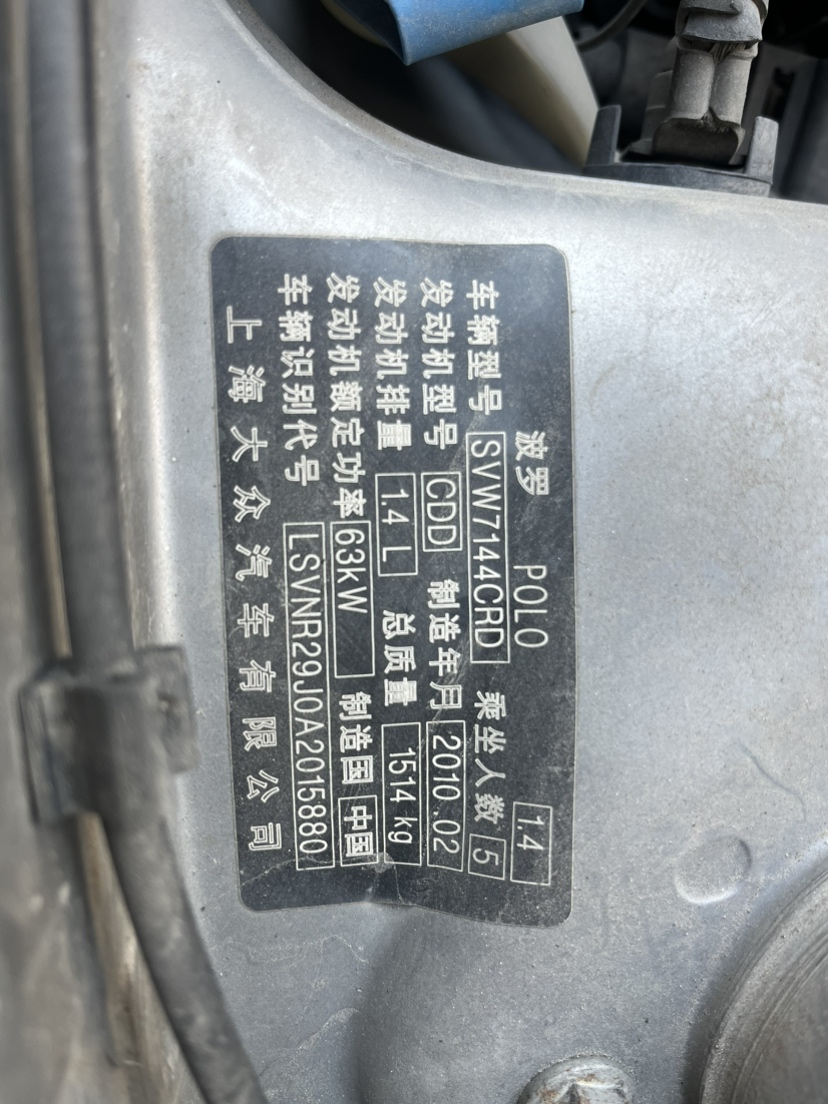 波罗 POLO 1.4
车辆型号 SVW7144CRD 乘坐人数 5
发动机型号 CDD 制造年月 2010.02
发动机排量 1.4 L 总质量 1514 kg
发动机额定功率 63kW 制造国 中国
车辆识别代号 LSVNR29J0A2015880
上海大众汽车有限公司